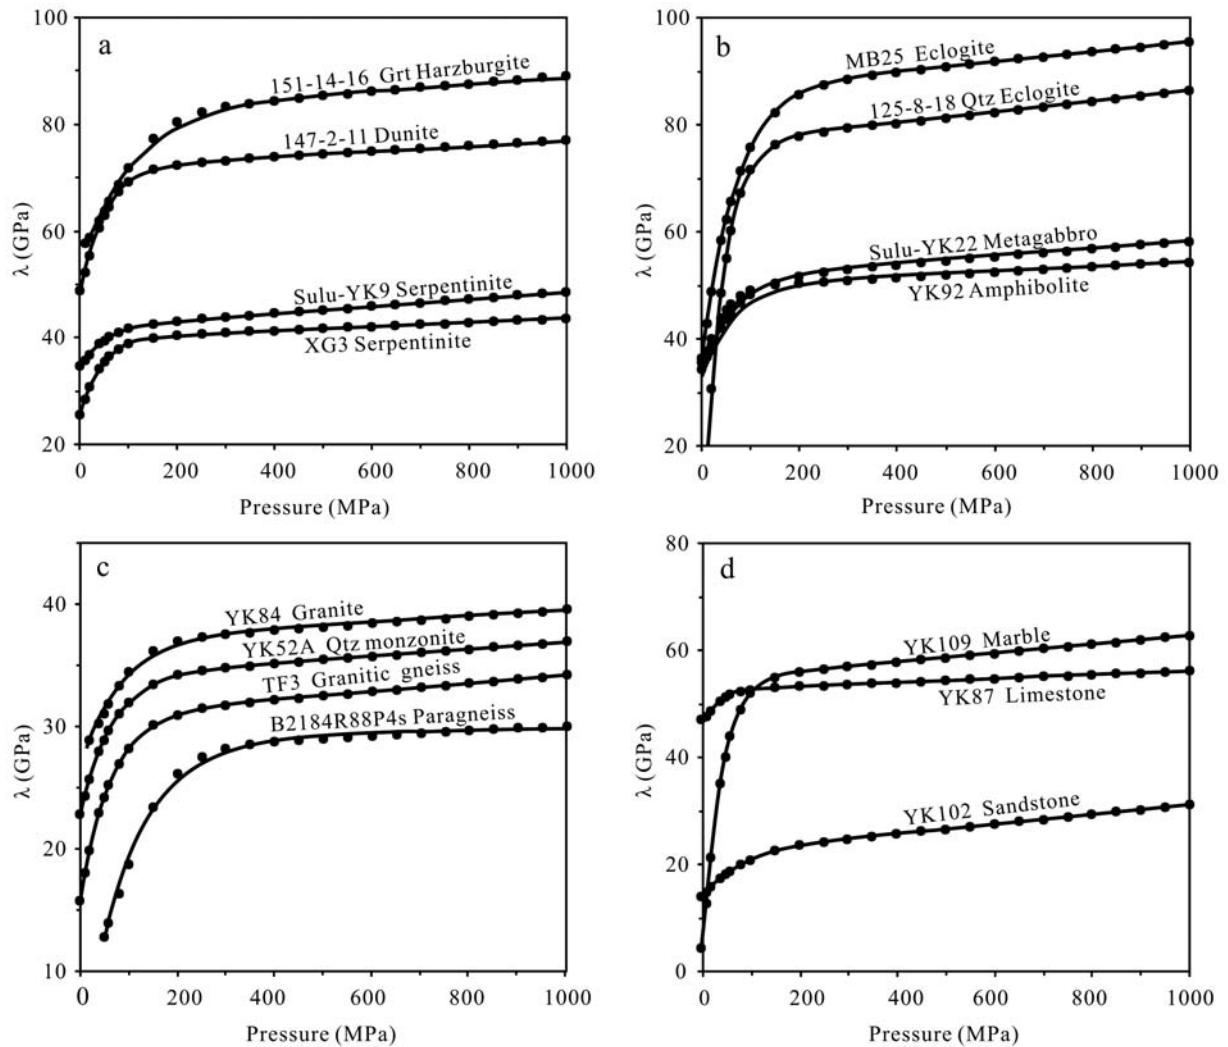 a
100
80
60
40
20
λ (GPa)
151-14-16 Grt Harzburgite
147-2-11 Dunite
Sulu-YK9 Serpentinite
XG3 Serpentinite
0 200 400 600 800 1000
Pressure (MPa)
b
100
80
60
40
20
λ (GPa)
MB25 Eclogite
125-8-18 Qtz Eclogite
Sulu-YK22 Metagabbro
YK92 Amphibolite
0 200 400 600 800 1000
Pressure (MPa)
c
40
30
20
10
λ (GPa)
YK84 Granite
YK52A Qtz monzonite
TF3 Granitic gneiss
B2184R88P4s Paragneiss
0 200 400 600 800 1000
Pressure (MPa)
d
80
60
40
20
0
λ (GPa)
YK109 Marble
YK87 Limestone
YK102 Sandstone
0 200 400 600 800 1000
Pressure (MPa)